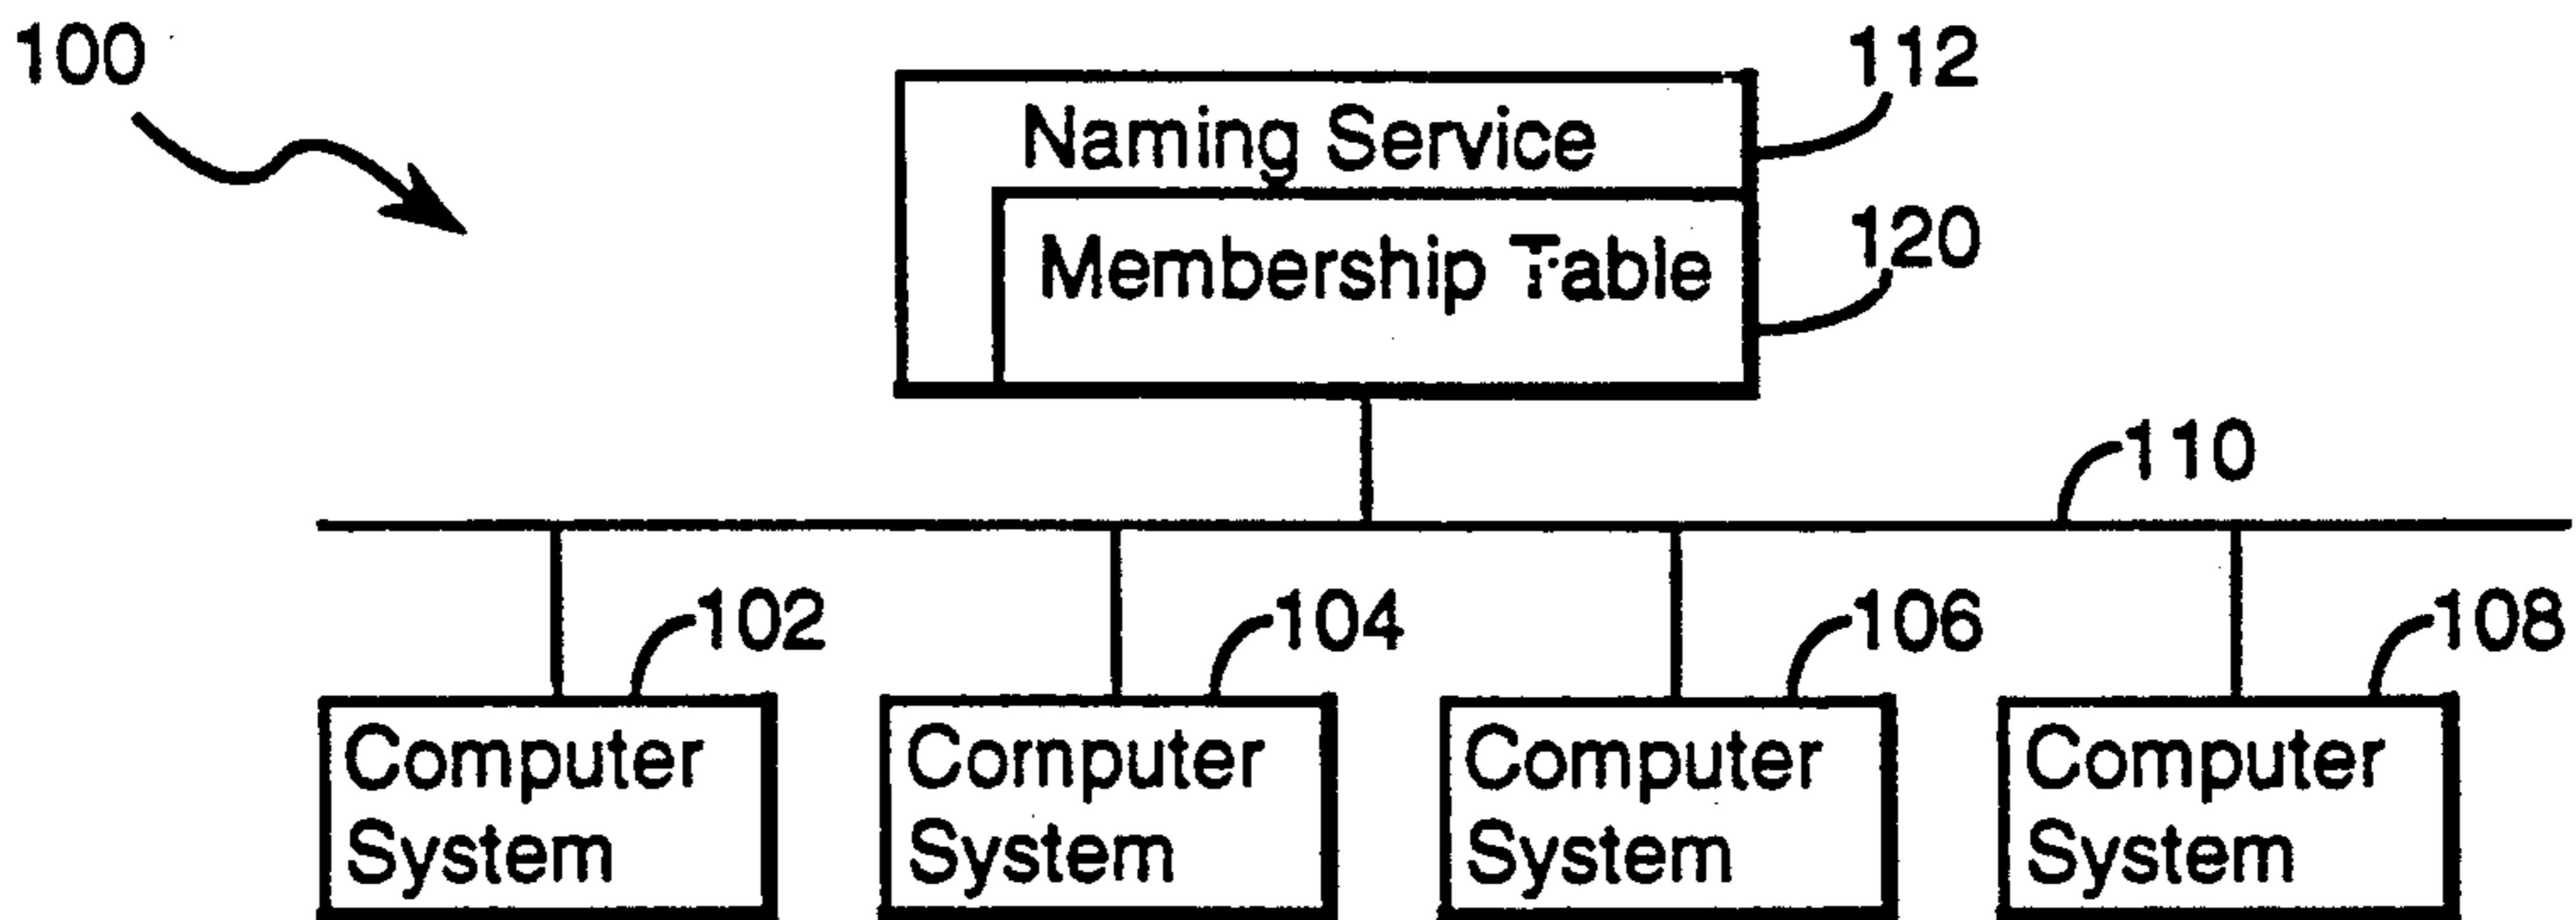 100
112
Naming Service
120
Membership Table
110
102
104
106
108
Computer System
Computer System
Computer System
Computer System